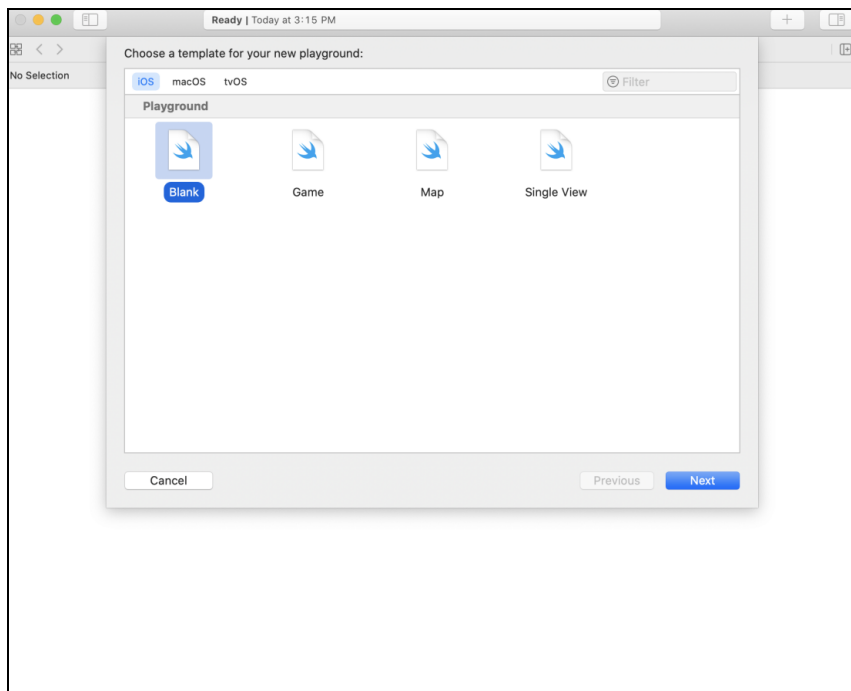 Ready | Today at 3:15 PM
No Selection
Choose a template for your new playground:
iOS macOS tvOS Filter
Playground
Blank Game Map Single View
Cancel Previous Next